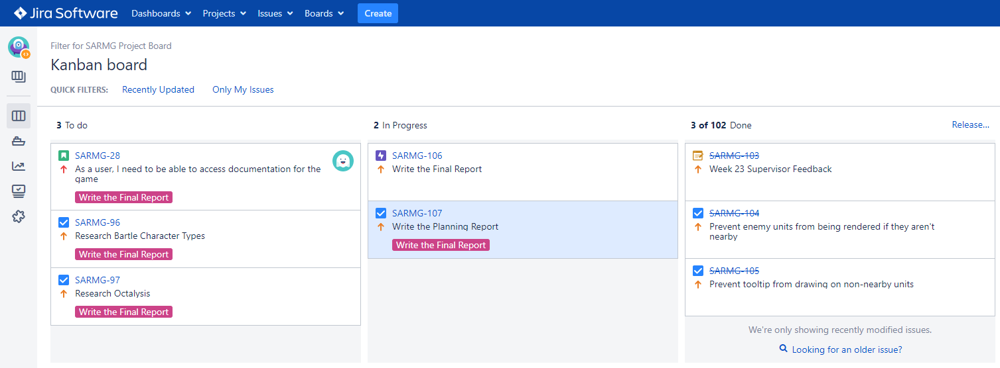 Jira Software Dashboards Projects Issues Boards Create
Filter for SARMG Project Board
Kanban board
QUICK FILTERS: Recently Updated Only My Issues
3 To do
SARMG-28
As a user, I need to be able to access documentation for the
game
Write the Final Report
SARMG-96
Research Bartle Character Types
Write the Final Report
SARMG-97
Research Octalysis
Write the Final Report
2 In Progress
SARMG-106
Write the Final Report
SARMG-107
Write the Planning Report
Write the Final Report
3 of 102 Done Release...
SARMG-103
Week 23 Supervisor Feedback
SARMG-104
Prevent enemy units from being rendered if they aren't
nearby
SARMG-105
Prevent tooltip from drawing on non-nearby units
We're only showing recently modified issues.
Looking for an older issue?